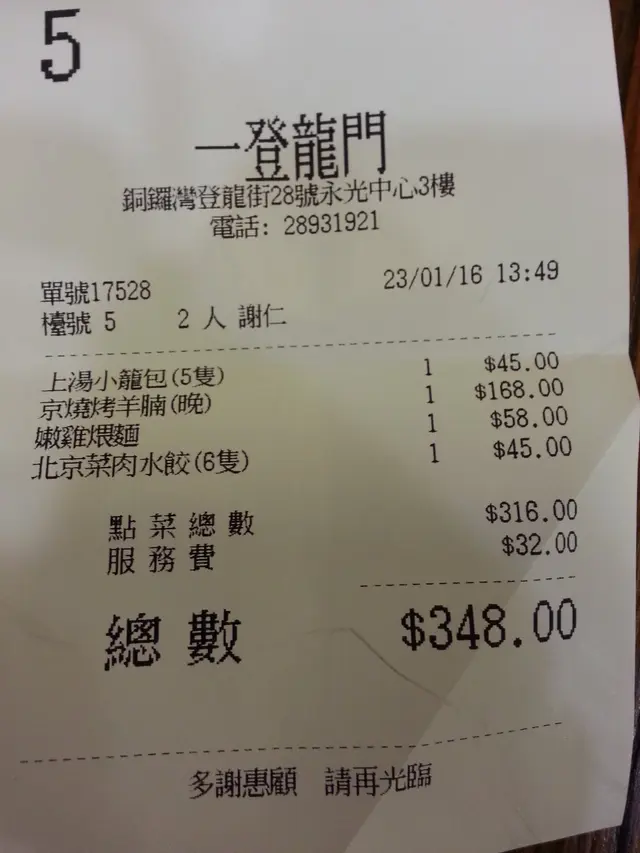 5
一登龍門
銅鑼灣登龍街28號永光中心3樓
電話: 28931921
單號17528 23/01/16 13:49
檯號 5 2 人 謝仁
上湯小籠包(5隻) 1 $45.00
京燒烤羊腩(晚) 1 $168.00
嫩雞煨麵 1 $58.00
北京菜肉水餃(6隻) 1 $45.00
點菜總數 $316.00
服務費 $32.00
總數 $348.00
多謝惠顧 請再光臨